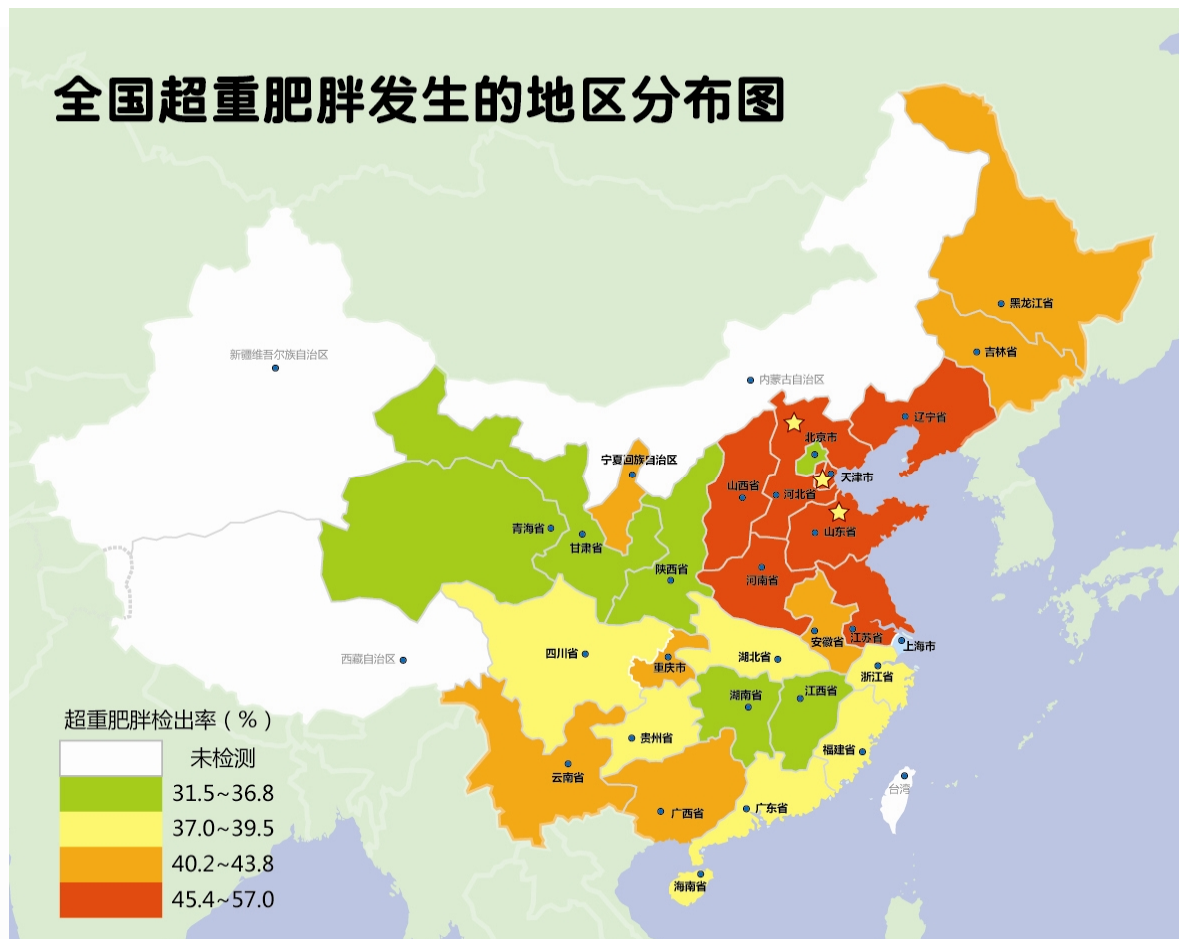 全国超重肥胖发生的地区分布图
黑龙江省
吉林省
新疆维吾尔族自治区
内蒙古自治区
辽宁省
北京市
宁夏回族自治区
天津市
山西省
河北省
青海省
山东省
甘肃省
陕西省
河南省
安徽省
江苏省
上海市
四川省
湖北省
西藏自治区
重庆市
浙江省
湖南省
江西省
贵州省
福建省
云南省
台湾
广西省
广东省
海南省
超重肥胖检出率(%)
未检测
31.5~36.8
37.0~39.5
40.2~43.8
45.4~57.0